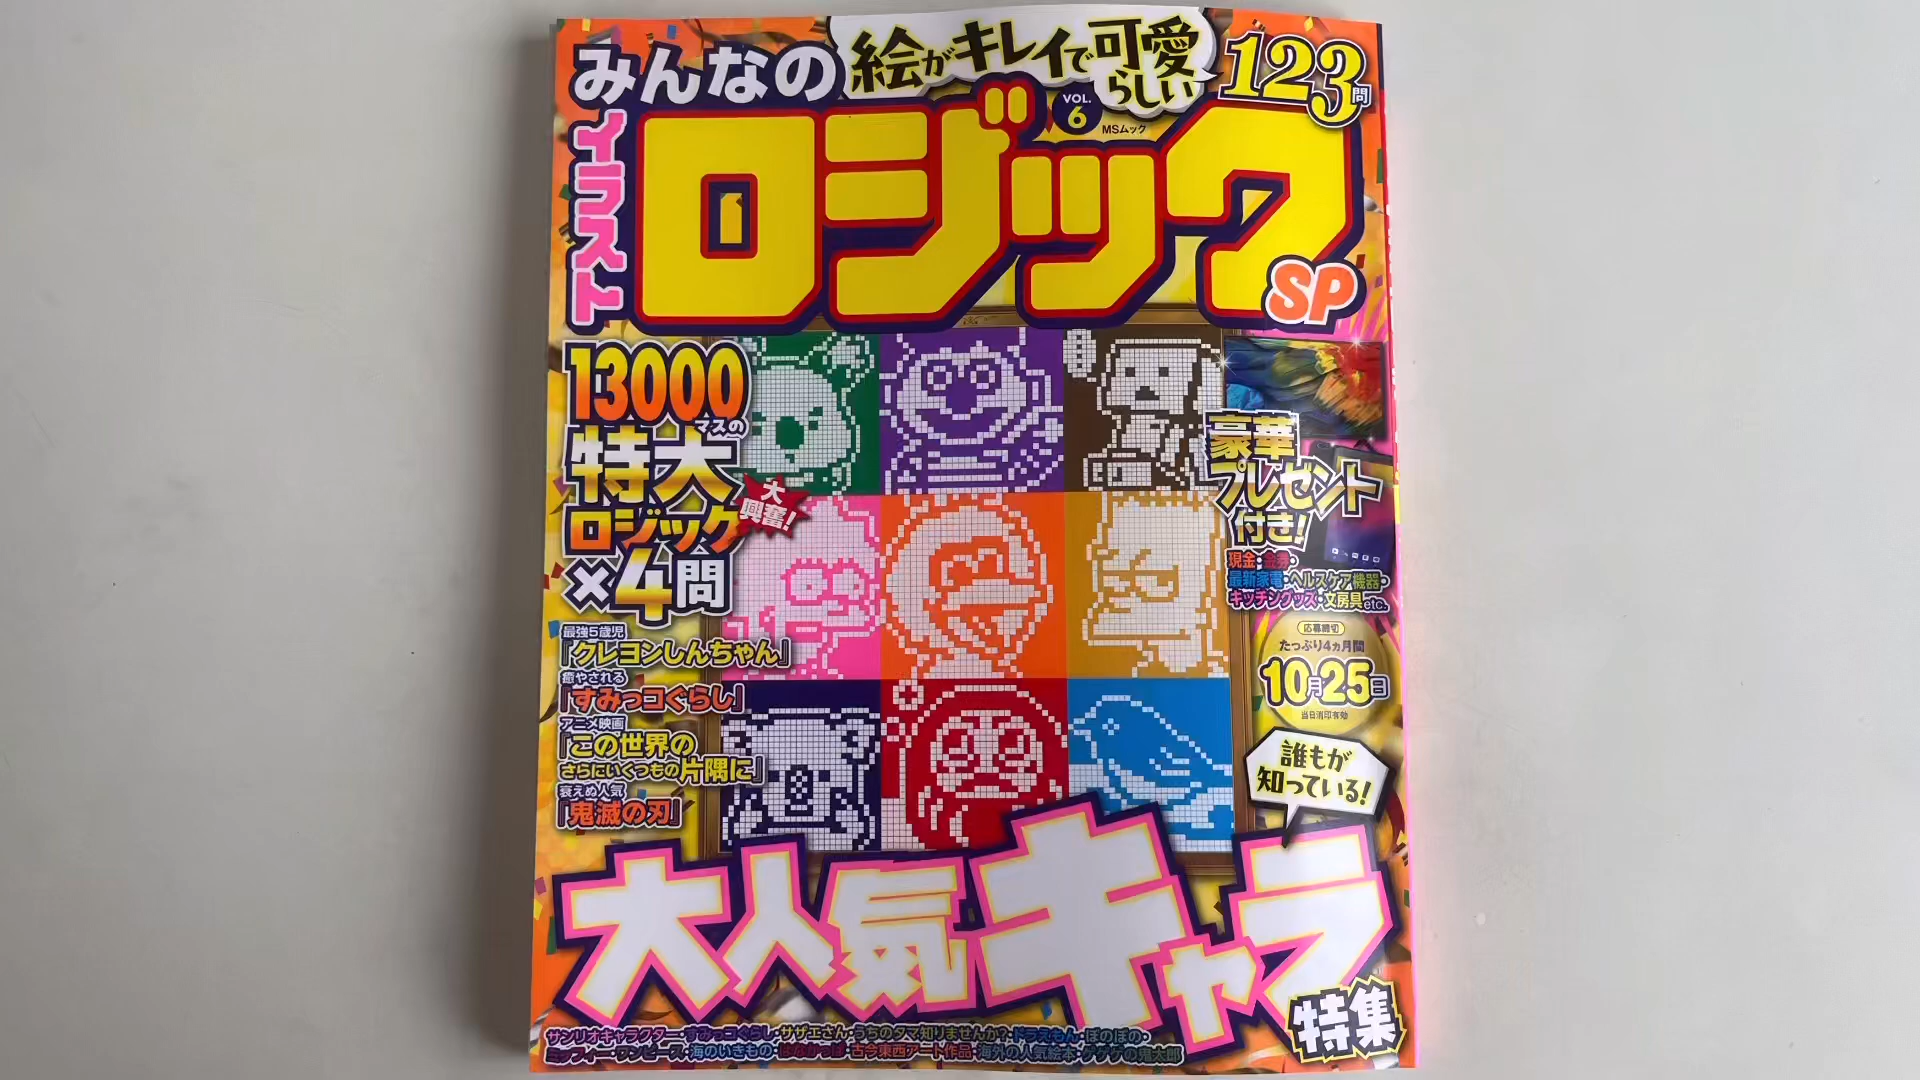 絵がキレイで可愛らしい
みんなの
イラスト
ロジック
SP
VOL.
6
MSムック
123問
13000
マスの
特大
ロジック
×4問
大興奮!
豪華
プレゼント
付き!
現金・金券・
最新家電・ヘルスケア機器・
キッチングッズ・文房具etc.
応募締切
たっぷり4ヵ月間
10月25日
当日消印有効
最強5歳児
『クレヨンしんちゃん』
癒やされる
『すみっコぐらし』
アニメ映画
『この世界の
さらにいくつもの片隅に』
衰えぬ人気
『鬼滅の刃』
誰もが
知っている!
大人気キャラ
特集
サンリオキャラクター・すみっコぐらし・サザエさん・うちのタマ知りませんか?・ドラえもん・ぼのぼの・
ミッフィー・ワンピース・海のいきもの・はなかっぱ・古今東西アート作品・海外の人気絵本・ゲゲゲの鬼太郎